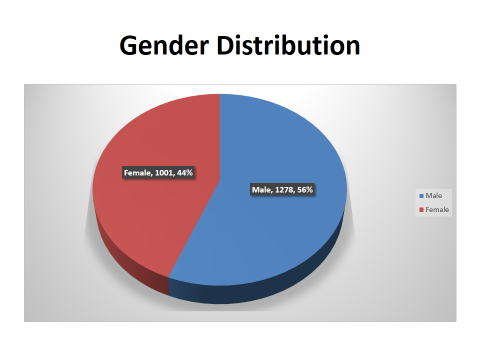 Gender Distribution
Female, 1001, 44%
Male, 1278, 56%
Male
Female